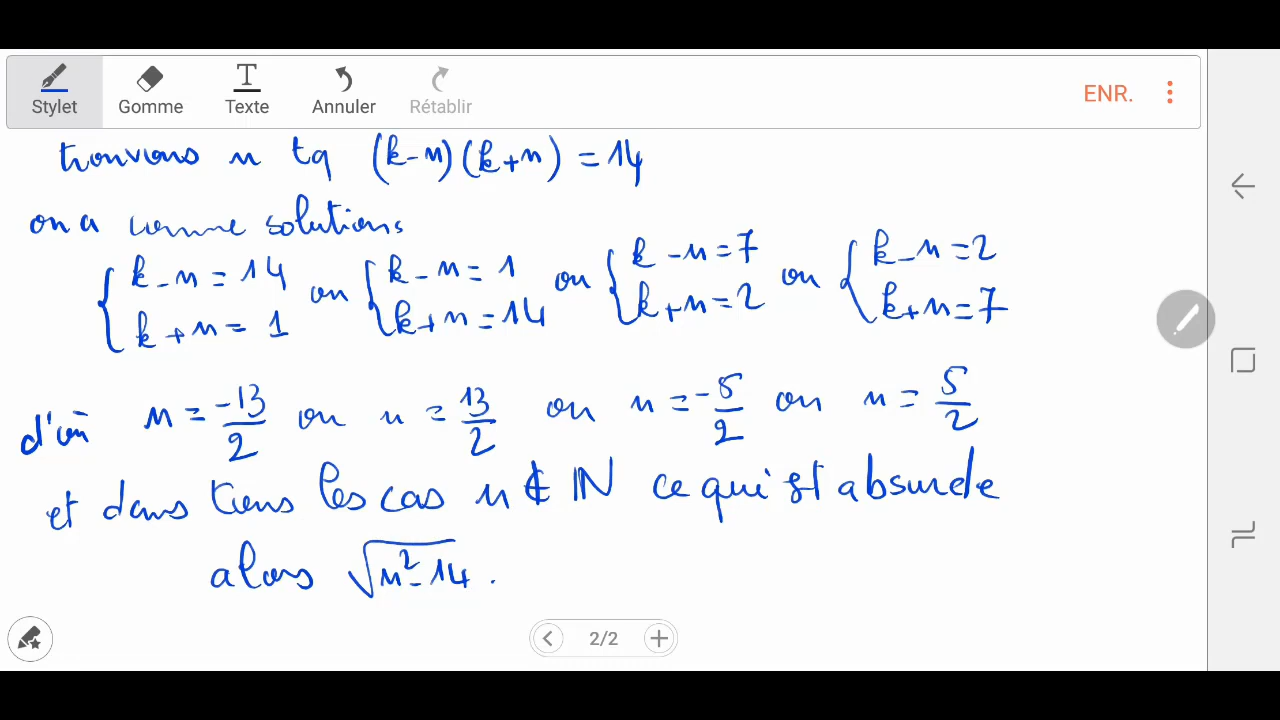 Stylet Gomme Texte Annuler Rétablir ENR.
trouvons n tq (k-n)(k+n) = 14
on a comme solutions
{k-n = 14 ou {k-n = 1 ou {k-n = 7 ou {k-n = 2
{k+n = 1 {k+n = 14 {k+n = 2 {k+n = 7
d'où n = -13/2 ou n = 13/2 ou n = -5/2 ou n = 5/2
et dans tous les cas n ∉ ℕ ce qui est absurde
alors √n²-14 .
2/2